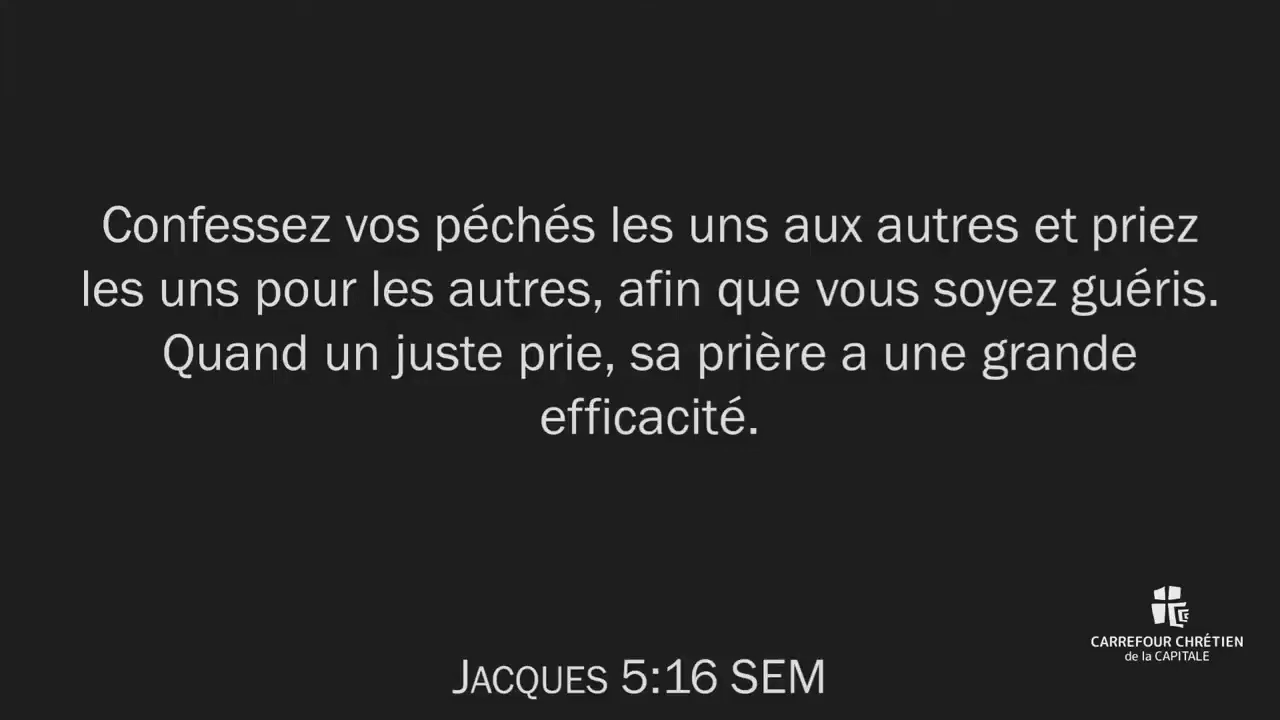 Confessez vos péchés les uns aux autres et priez
les uns pour les autres, afin que vous soyez guéris.
Quand un juste prie, sa prière a une grande
efficacité.
CARREFOUR CHRÉTIEN
de la CAPITALE
JACQUES 5:16 SEM